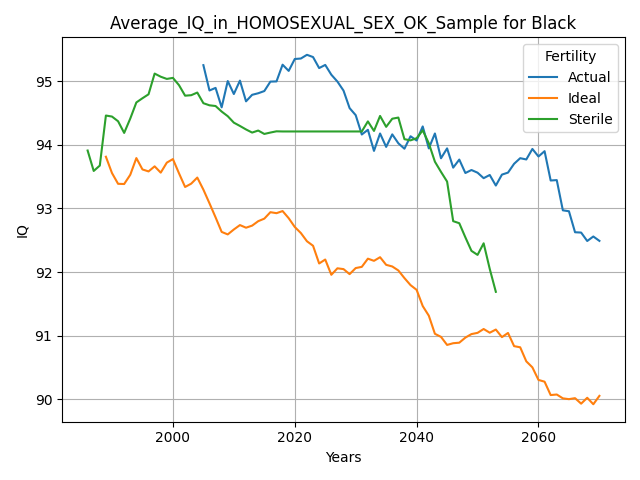 Average_IQ_in_HOMOSEXUAL_SEX_OK_Sample for Black
Fertility
Actual
Ideal
Sterile
95
94
93
92
91
90
IQ
2000 2020 2040 2060
Years